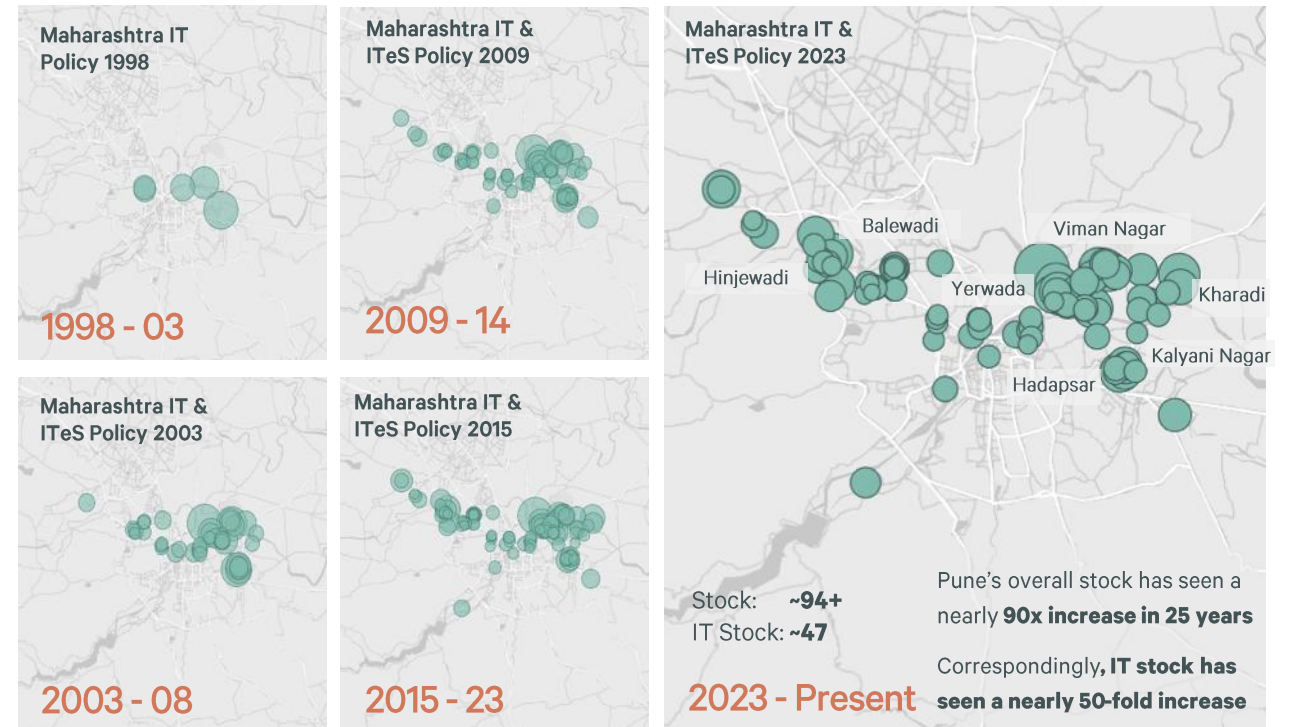 Maharashtra IT
Policy 1998
1998 - 03
Maharashtra IT &
ITeS Policy 2009
2009 - 14
Maharashtra IT &
ITeS Policy 2003
2003 - 08
Maharashtra IT &
ITeS Policy 2015
2015 - 23
Maharashtra IT &
ITeS Policy 2023
Balewadi
Viman Nagar
Hinjewadi
Yerwada
Kharadi
Kalyani Nagar
Hadapsar
Stock: ~94+
IT Stock: ~47
2023 - Present
Pune's overall stock has seen a
nearly 90x increase in 25 years
Correspondingly, IT stock has
seen a nearly 50-fold increase